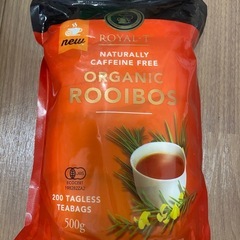 new
ROYAL T
NATURALLY
CAFFEINE FREE
ORGANIC
ROOIBOS
200 TAGLESS
TEABAGS
500g